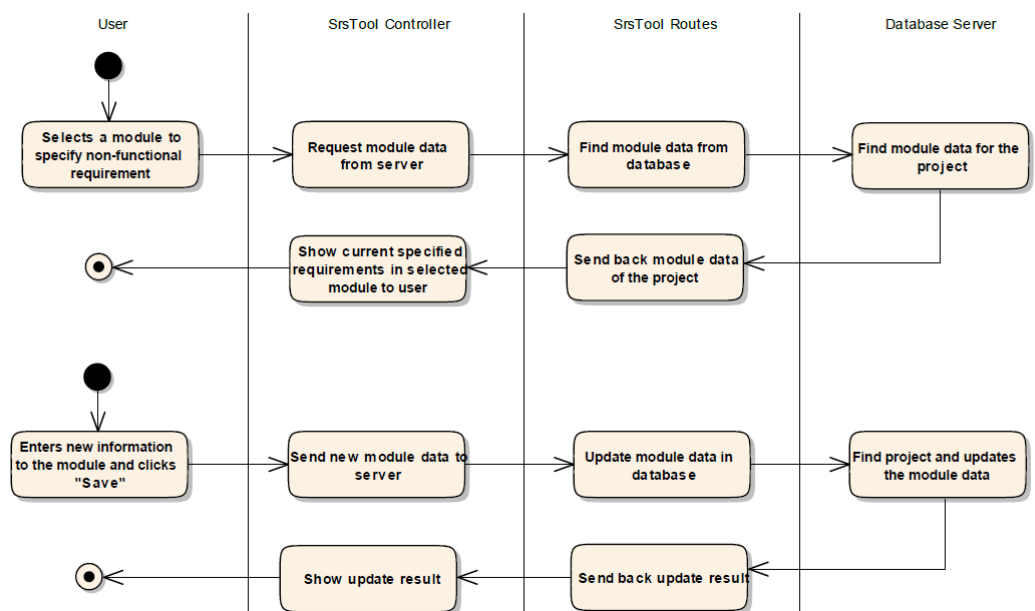 User
SrsTool Controller
SrsTool Routes
Database Server
Selects a module to
specify non-functional
requirement
Request module data
from server
Find module data from
database
Find module data for the
project
Show current specified
requirements in selected
module to user
Send back module data
of the project
Enters new information
to the module and clicks
"Save"
Send new module data to
server
Update module data in
database
Find project and updates
the module data
Show update result
Send back update result